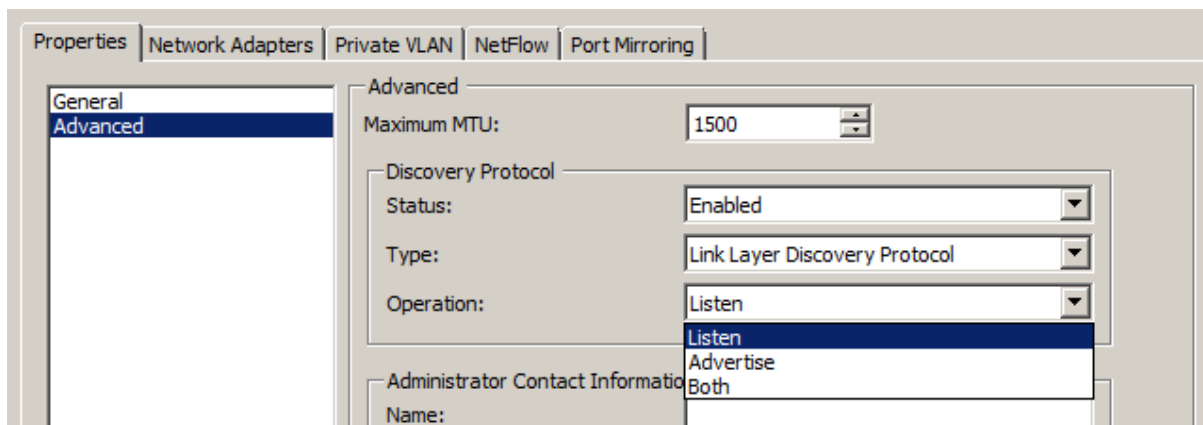 Properties Network Adapters Private VLAN NetFlow Port Mirroring
General
Advanced
Advanced
Maximum MTU: 1500
Discovery Protocol
Status: Enabled
Type: Link Layer Discovery Protocol
Operation: Listen
Listen
Advertise
Both
Administrator Contact Informatio
Name: